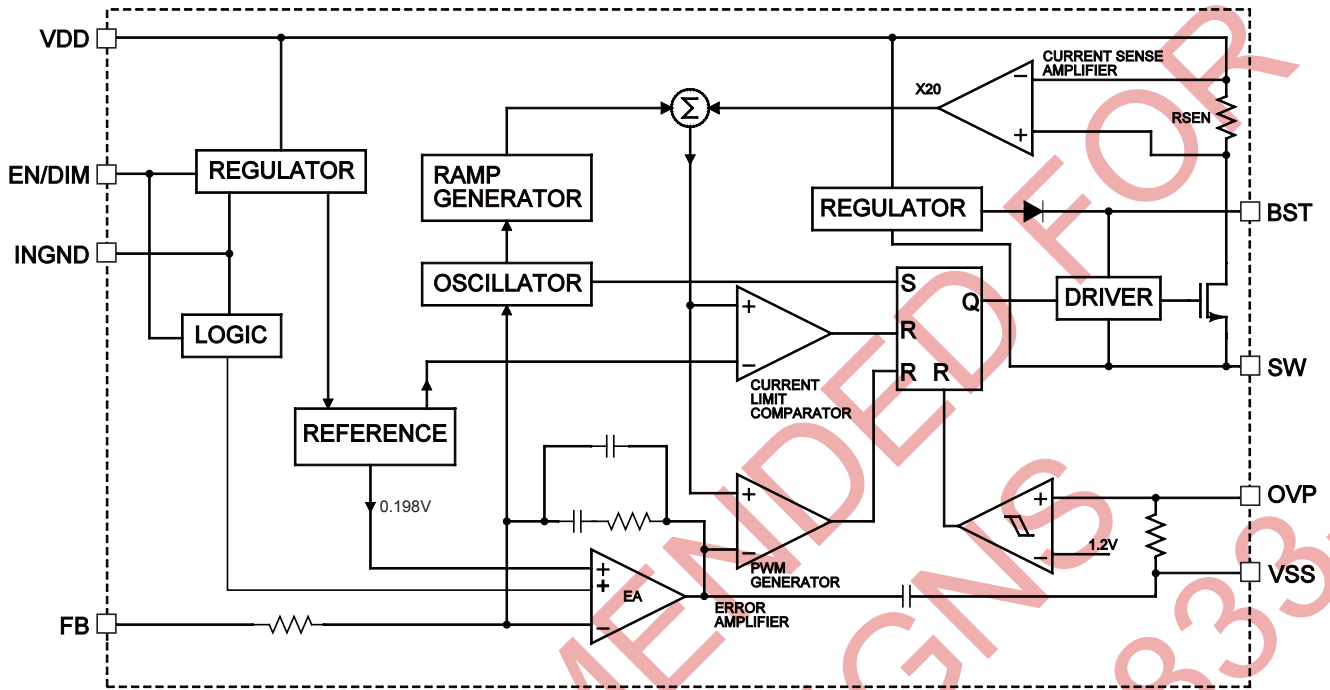 VDD
CURRENT SENSE
AMPLIFIER
X20
−
Σ
RSEN
+
REGULATOR
RAMP
GENERATOR
EN/DIM
REGULATOR
BST
INGND
OSCILLATOR
S
Q
DRIVER
LOGIC
+
R
−
R R
SW
CURRENT
LIMIT
COMPARATOR
REFERENCE
0.198V
+
+
OVP
−
1.2V
−
PWM
GENERATOR
VSS
+
+
EA
−
ERROR
AMPLIFIER
FB
MENDED FOR
GNS
833